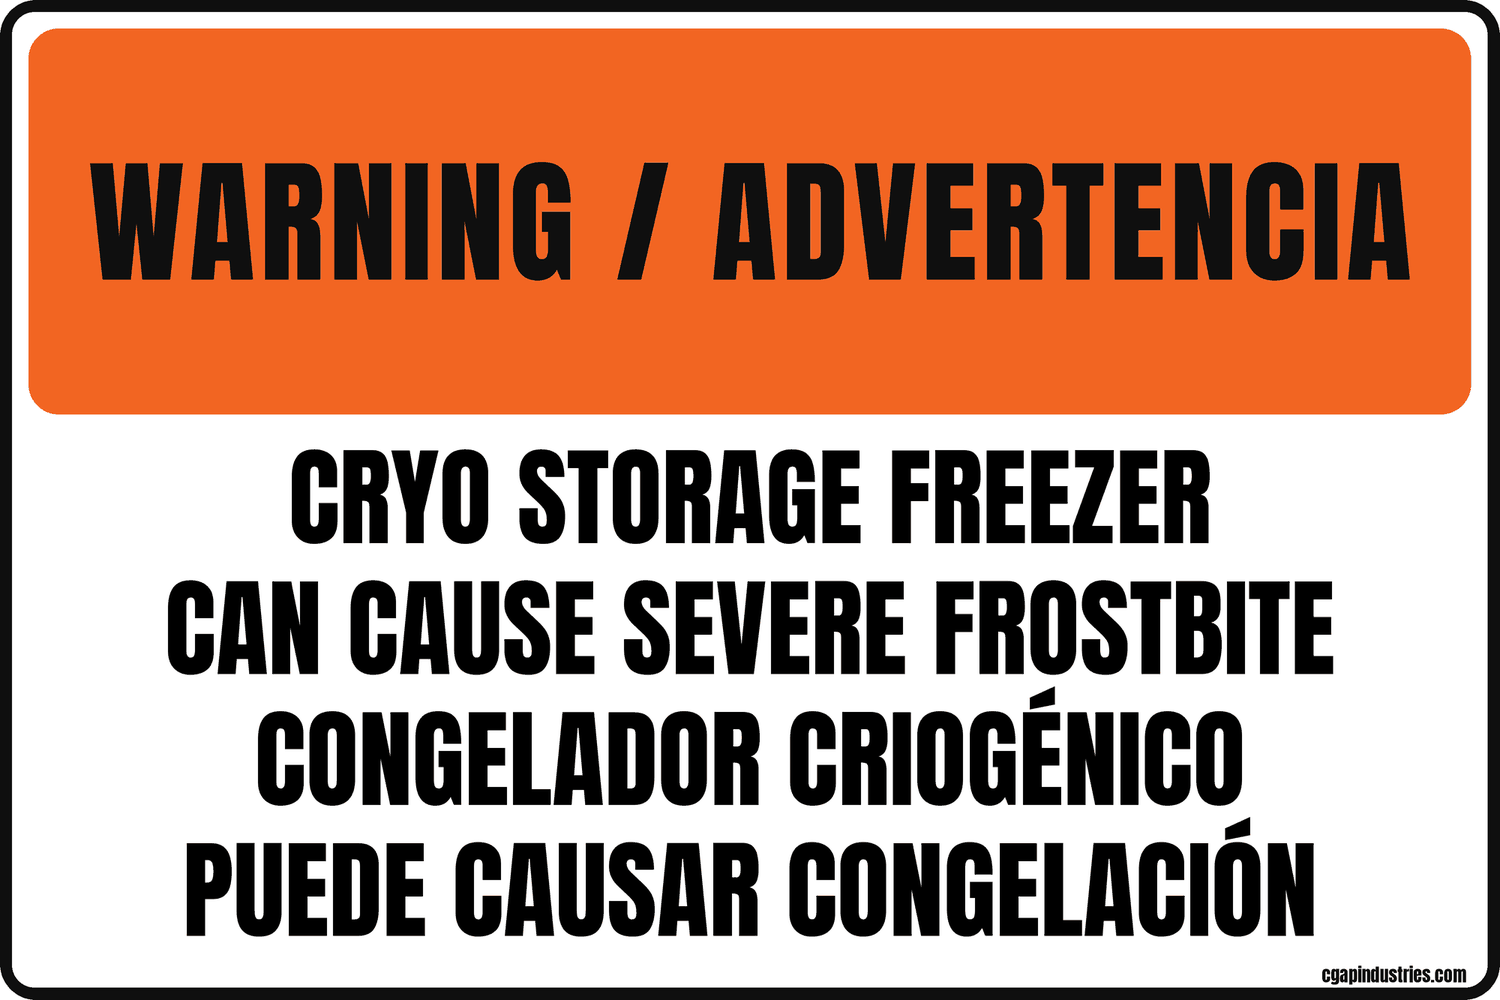 WARNING / ADVERTENCIA
CRYO STORAGE FREEZER
CAN CAUSE SEVERE FROSTBITE
CONGELADOR CRIOGÉNICO
PUEDE CAUSAR CONGELACIÓN
cgapindustries.com